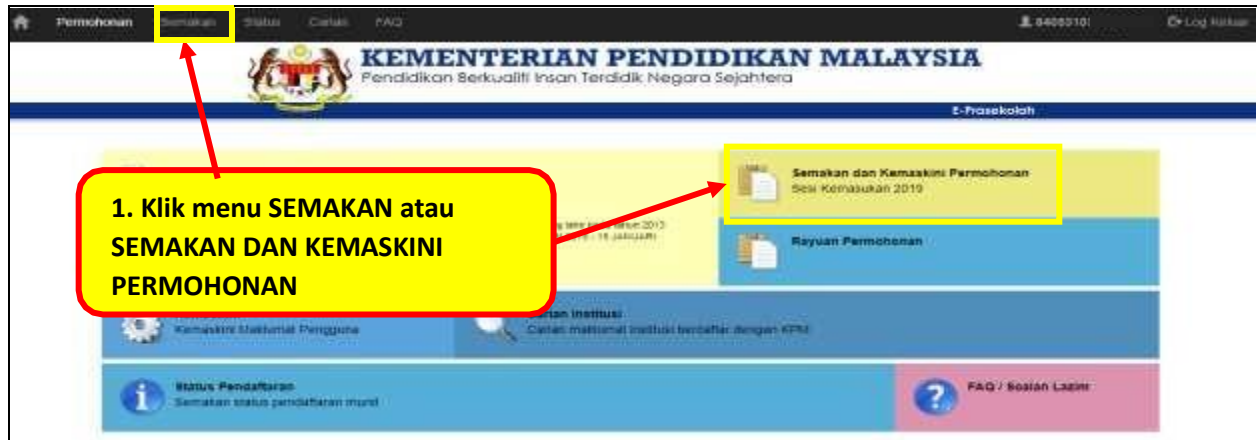 Permohonan Semakan Status Carian FAQ Log Keluar
KEMENTERIAN PENDIDIKAN MALAYSIA
Pendidikan Berkualiti Insan Terdidik Negara Sejahtera
E-Prasekolah
Semakan dan Kemaskini Permohonan
Sesi Kemasukan 2019
1. Klik menu SEMAKAN atau
SEMAKAN DAN KEMASKINI
PERMOHONAN
Rayuan Permohonan
Kemaskini Maklumat Pengguna
Carian Institusi
Carian maklumat institusi berdaftar dengan KPM
Status Pendaftaran
Semakan status pendaftaran murid
FAQ / Soalan Lazim